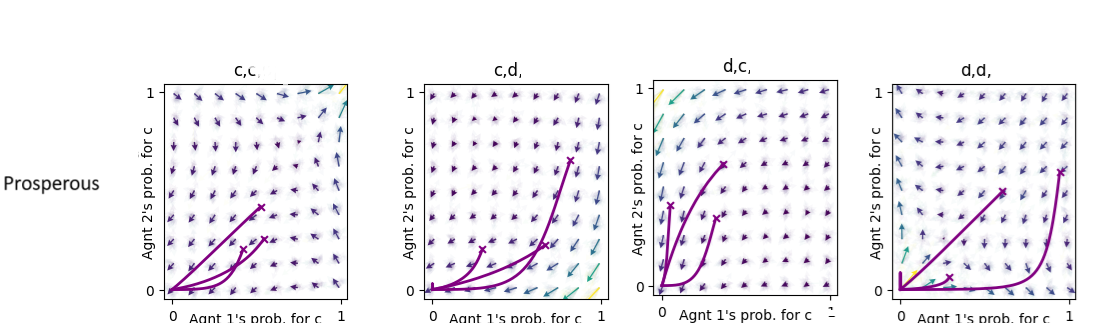 c,c,
c,d,
d,c,
d,d,
Prosperous
Agnt 2's prob. for c
1
0
0
Agnt 1's prob. for c
1
Agnt 2's prob. for c
1
0
0
Agnt 1's prob. for c
1
Agnt 2's prob. for c
1
0
0
Agnt 1's prob. for c
Agnt 2's prob. for c
1
0
0
Agnt 1's prob. for c
1